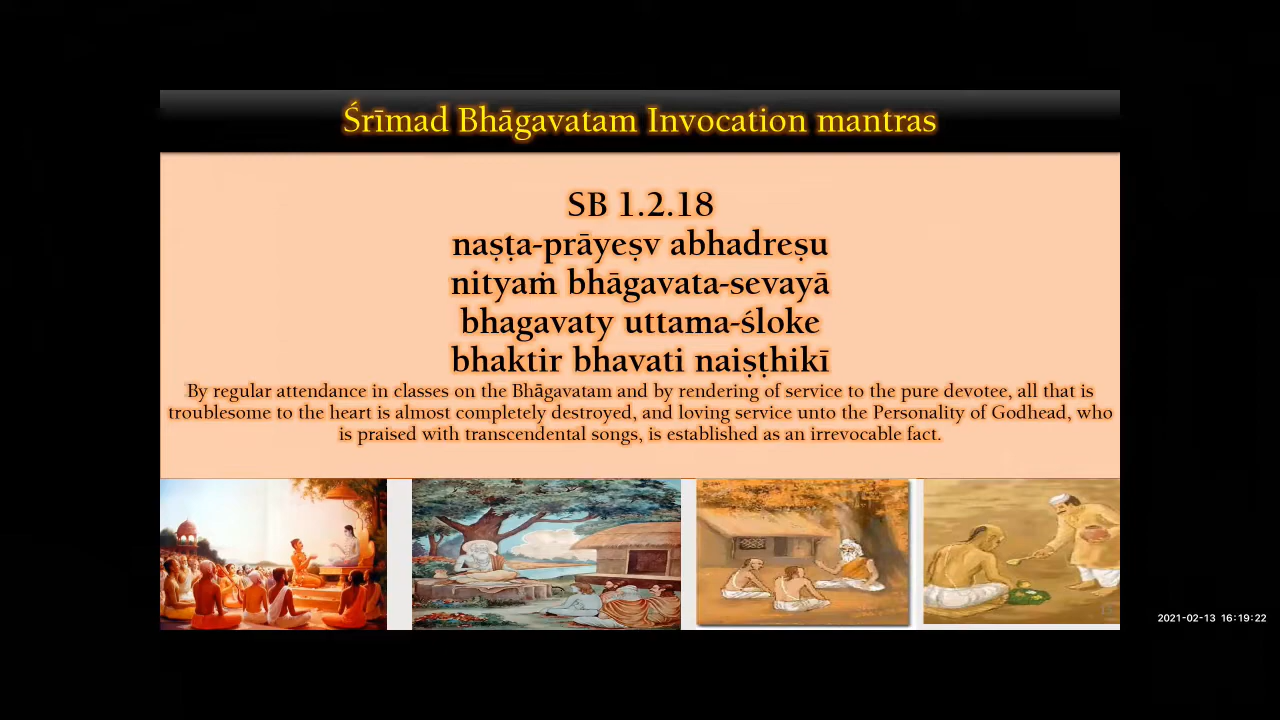 Śrīmad Bhāgavatam Invocation mantras
SB 1.2.18
naṣṭa-prāyeṣv abhadreṣu
nityaṁ bhāgavata-sevayā
bhagavaty uttama-śloke
bhaktir bhavati naiṣṭhikī
By regular attendance in classes on the Bhāgavatam and by rendering of service to the pure devotee, all that is
troublesome to the heart is almost completely destroyed, and loving service unto the Personality of Godhead, who
is praised with transcendental songs, is established as an irrevocable fact.
2021-02-13 16:19:22